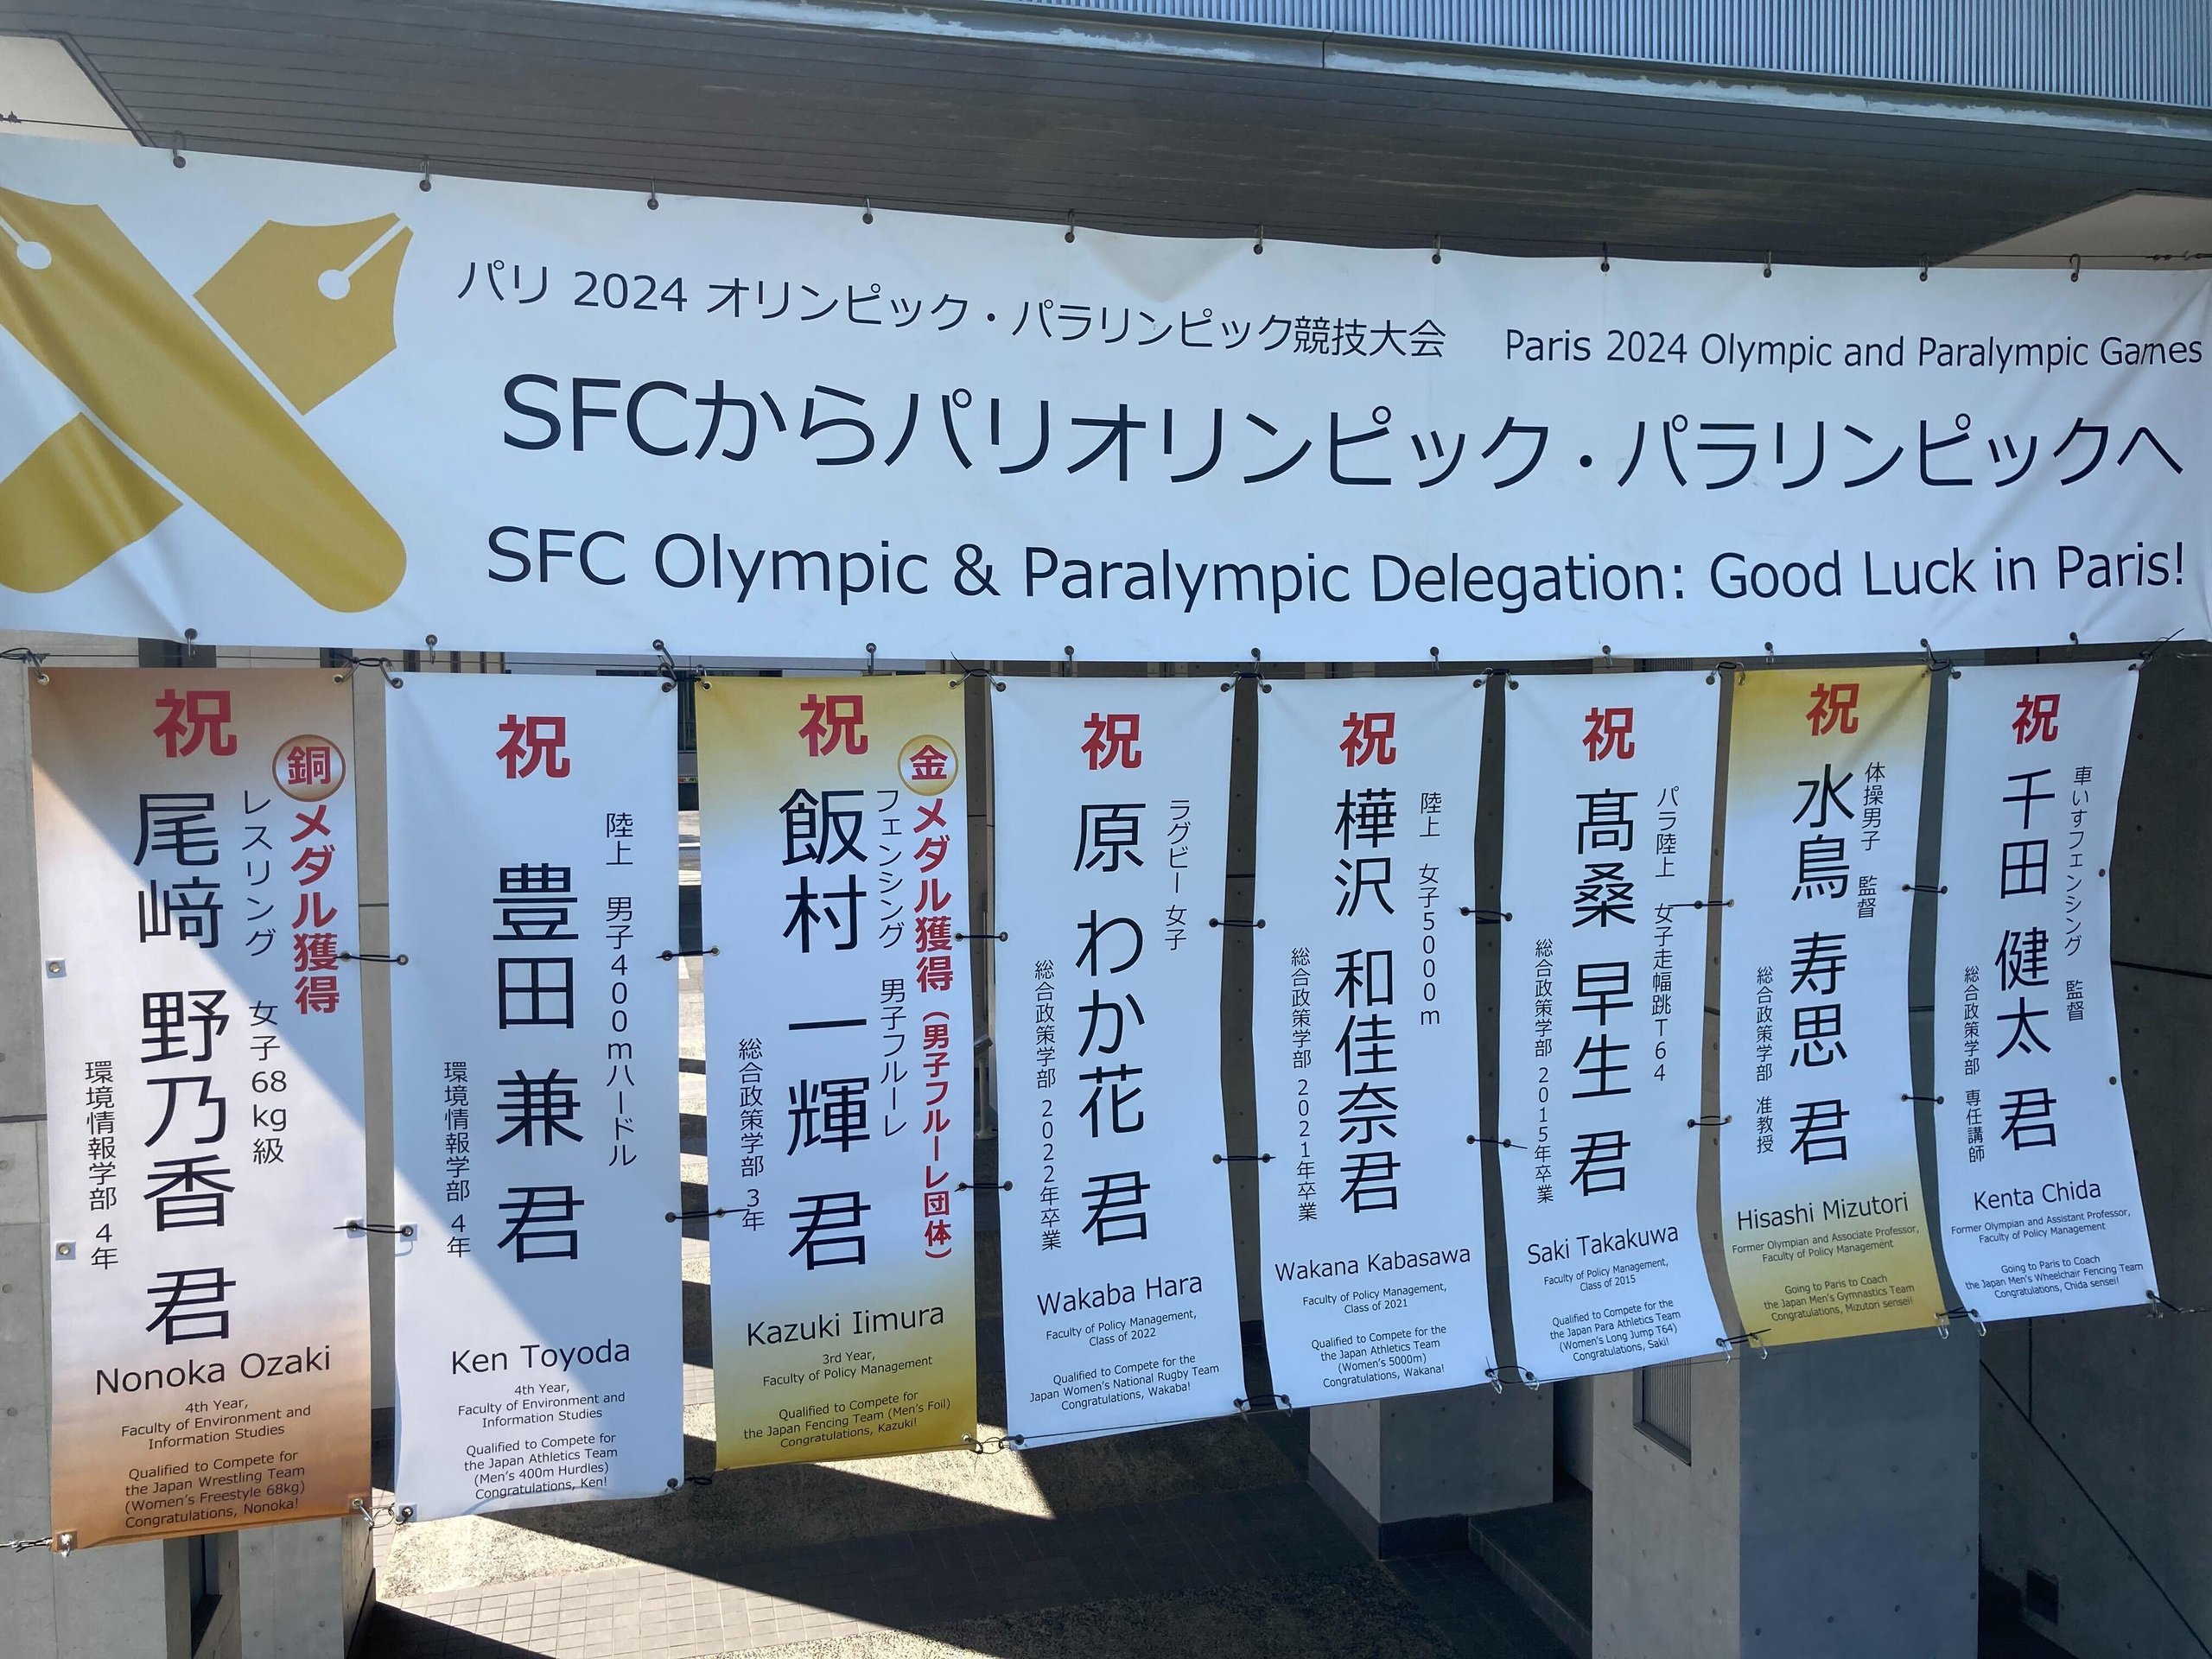 パリ 2024 オリンピック・パラリンピック競技大会 Paris 2024 Olympic and Paralympic Games
SFCからパリオリンピック・パラリンピックへ
SFC Olympic & Paralympic Delegation: Good Luck in Paris!
祝
銅メダル獲得
レスリング 女子68kg級
尾﨑 野乃香 君
環境情報学部 4年
Nonoka Ozaki
4th Year,
Faculty of Environment and
Information Studies
Qualified to Compete for
the Japan Wrestling Team
(Women's Freestyle 68kg)
Congratulations, Nonoka!
祝
陸上 男子400mハードル
豊田 兼 君
環境情報学部 4年
Ken Toyoda
4th Year,
Faculty of Environment and
Information Studies
Qualified to Compete for
the Japan Athletics Team
(Men's 400m Hurdles)
Congratulations, Ken!
祝
金メダル獲得(男子フルーレ団体)
フェンシング 男子フルーレ
飯村 一輝 君
総合政策学部 3年
Kazuki Iimura
3rd Year,
Faculty of Policy Management
Qualified to Compete for
the Japan Fencing Team (Men's Foil)
Congratulations, Kazuki!
祝
ラグビー 女子
原 わか花 君
総合政策学部 2022年卒業
Wakaba Hara
Faculty of Policy Management,
Class of 2022
Qualified to Compete for the
Japan Women's National Rugby Team
Congratulations, Wakaba!
祝
陸上 女子5000m
樺沢 和佳奈 君
総合政策学部 2021年卒業
Wakana Kabasawa
Faculty of Policy Management,
Class of 2021
Qualified to Compete for the
the Japan Athletics Team
(Women's 5000m)
Congratulations, Wakana!
祝
パラ陸上 女子走幅跳T64
髙桑 早生 君
総合政策学部 2015年卒業
Saki Takakuwa
Faculty of Policy Management,
Class of 2015
Qualified to Compete for the
the Japan Para Athletics Team
(Women's Long Jump T64)
Congratulations, Saki!
祝
体操男子 監督
水鳥 寿思 君
総合政策学部 准教授
Hisashi Mizutori
Former Olympian and Associate Professor,
Faculty of Policy Management
Going to Paris to Coach
the Japan Men's Gymnastics Team
Congratulations, Mizutori sensei!
祝
車いすフェンシング 監督
千田 健太 君
総合政策学部 専任講師
Kenta Chida
Former Olympian and Assistant Professor,
Faculty of Policy Management
Going to Paris to Coach
the Japan Men's Wheelchair Fencing Team
Congratulations, Chida sensei!